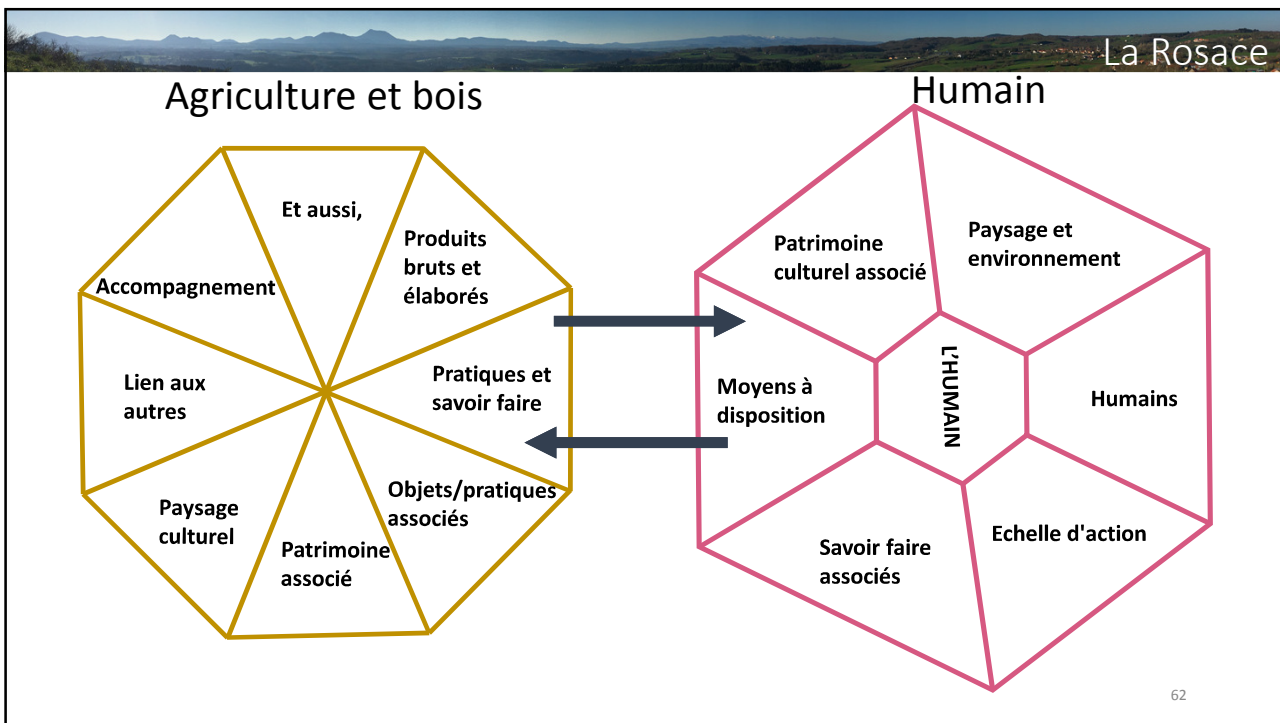 La Rosace
Agriculture et bois
Et aussi,
Produits
bruts et
élaborés
Pratiques et
savoir faire
Objets/pratiques
associés
Patrimoine
associé
Paysage
culturel
Lien aux
autres
Accompagnement
Humain
Patrimoine
culturel associé
Paysage et
environnement
Humains
Echelle d'action
Savoir faire
associés
Moyens à
disposition
L'HUMAIN
62